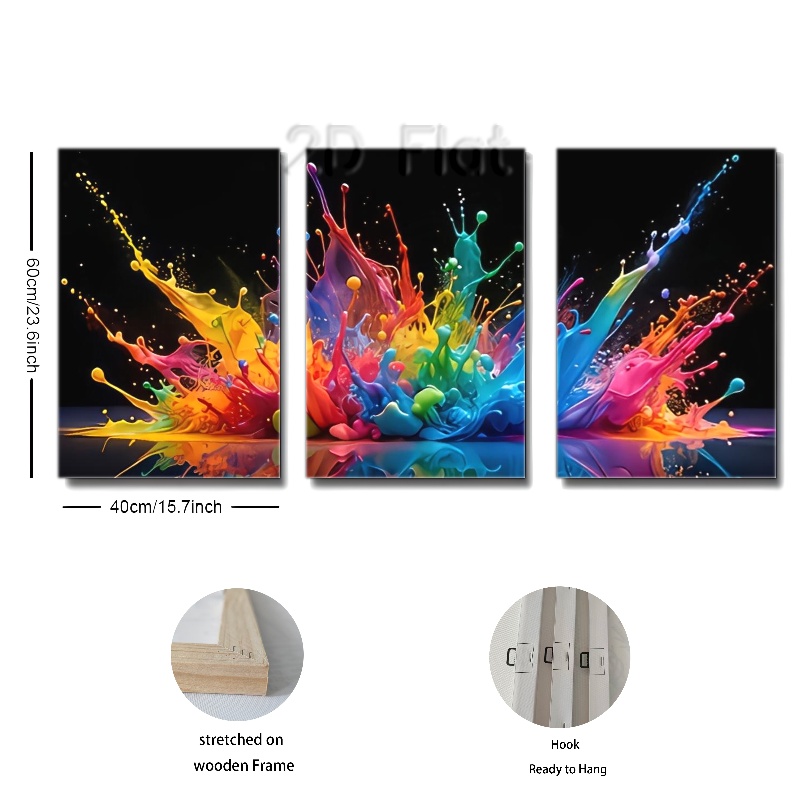 2D Flat
60cm/23.6inch
40cm/15.7inch
stretched on
wooden Frame
Hook
Ready to Hang